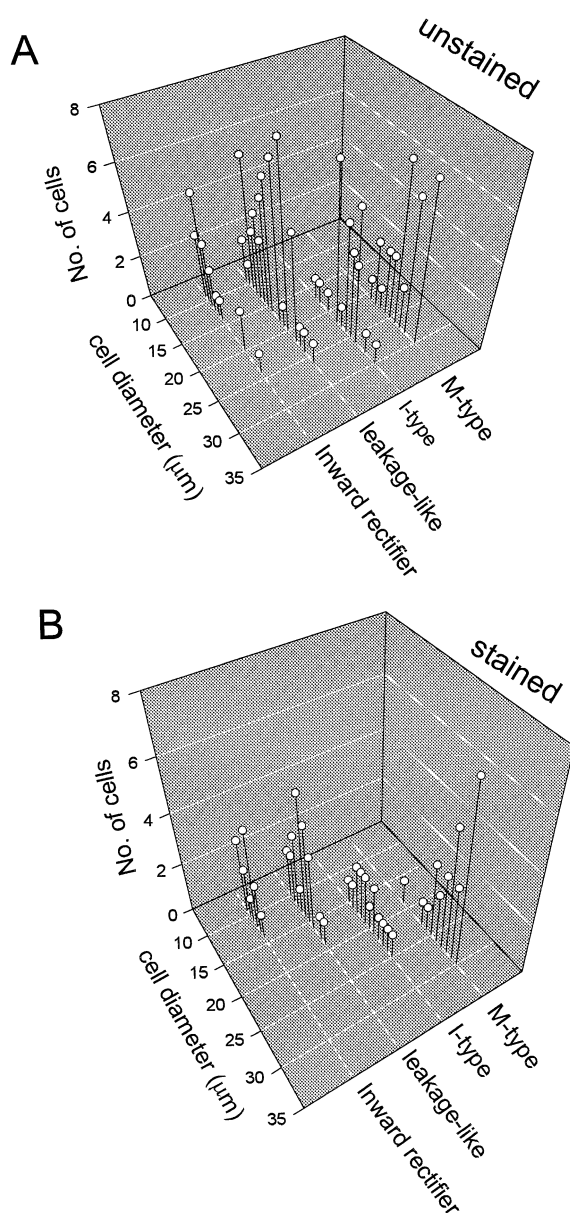 A
unstained
8
6
4
2
0
No. of cells
10
15
20
25
30
35
cell diameter (μm)
Inward rectifier
leakage-like
I-type
M-type
B
stained
8
6
4
2
0
No. of cells
10
15
20
25
30
35
cell diameter (μm)
Inward rectifier
leakage-like
I-type
M-type